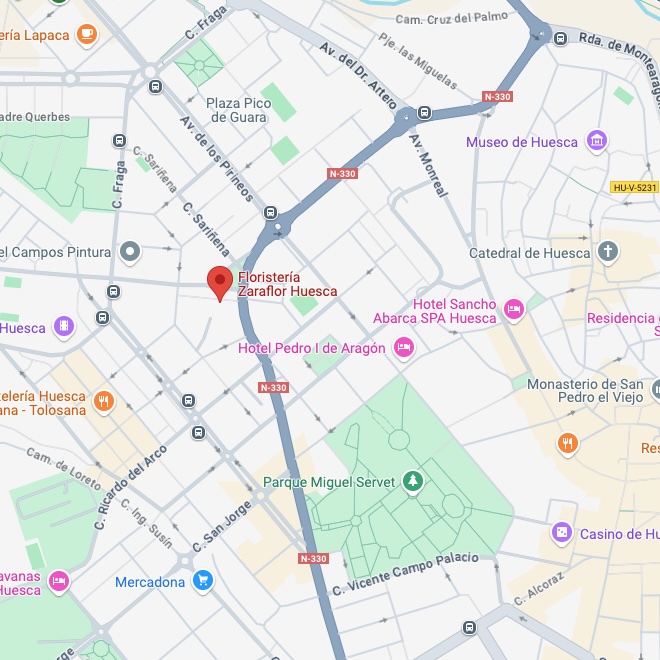 C. Fraga
Cam. Cruz del Palmo
ería Lapaca
Rda. de Montearago
Av. del Dr. Artero
Pje. las Miguelas
N-330
Plaza Pico
de Guara
adre Querbes
Av. de los Pirineos
Av. Monreal
Museo de Huesca
C. Sariñena
N-330
HU-V-5231
C. Fraga
C. Sariñena
el Campos Pintura
Catedral de Huesca
Floristería
Zaraflor Huesca
Hotel Sancho
Abarca SPA Huesca
Residencia
S
Huesca
Hotel Pedro I de Aragón
N-330
Monasterio de San
Pedro el Viejo
telería Huesca
ana - Tolosana
Res
Cam. de Loreto
C. Ricardo del Arco
Parque Miguel Servet
C. Ing. Susín
C. San Jorge
Casino de Hu
N-330
avanas
Huesca
Mercadona
C. Vicente Campo Palacio
C. Alcoraz
orge